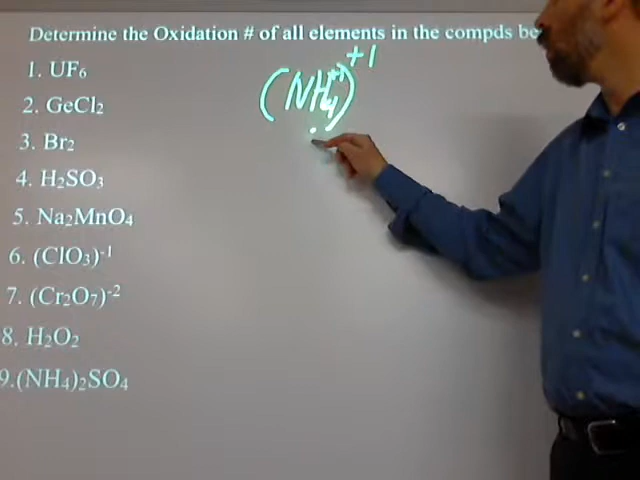 Determine the Oxidation # of all elements in the compds be
1. UF6
2. GeCl2
3. Br2
4. H2SO3
5. Na2MnO4
6. (ClO3)-1
7. (Cr2O7)-2
8. H2O2
9.(NH4)2SO4
(NH4+1)+1